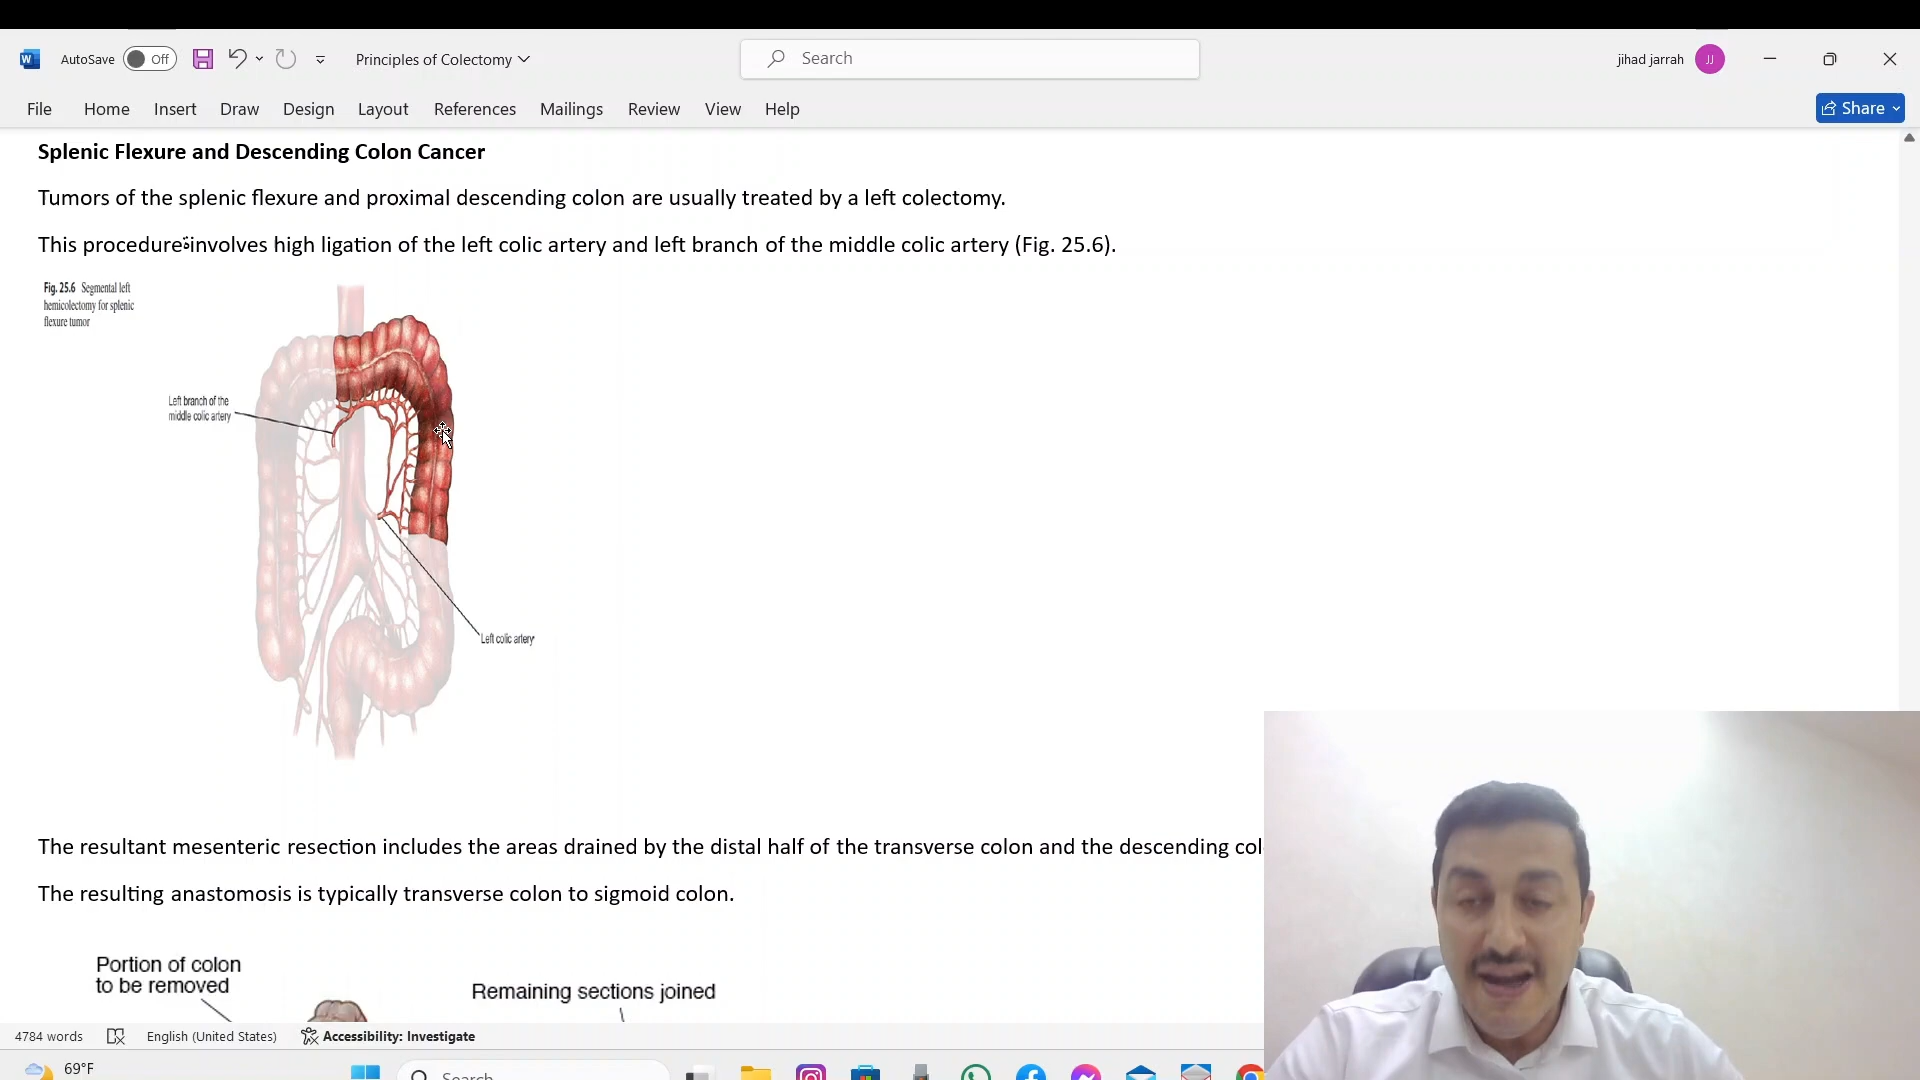 AutoSave Off Principles of Colectomy Search jihad jarrah JJ
File Home Insert Draw Design Layout References Mailings Review View Help Share
Splenic Flexure and Descending Colon Cancer
Tumors of the splenic flexure and proximal descending colon are usually treated by a left colectomy.
This procedure involves high ligation of the left colic artery and left branch of the middle colic artery (Fig. 25.6).
Fig. 25.6 Segmental left
hemicolectomy for splenic
flexure tumor
Left branch of the
middle colic artery
Left colic artery
The resultant mesenteric resection includes the areas drained by the distal half of the transverse colon and the descending col
The resulting anastomosis is typically transverse colon to sigmoid colon.
Portion of colon
to be removed
Remaining sections joined
4784 words English (United States) Accessibility: Investigate
69°F
Search